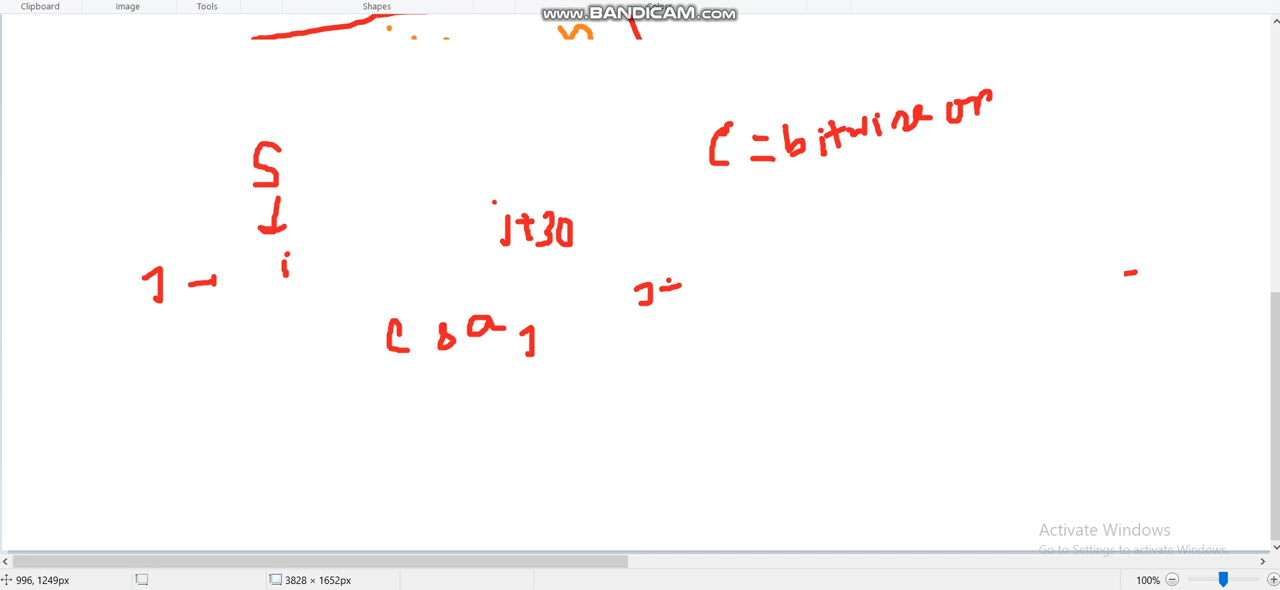 Clipboard Image Tools Shapes Colors
www.BANDICAM.com
n
C = bitwise or
S
j+30
i
1 -
C
1
Activate Windows
Go to Settings to activate Windows.
996, 1249px 3828 × 1652px 100%